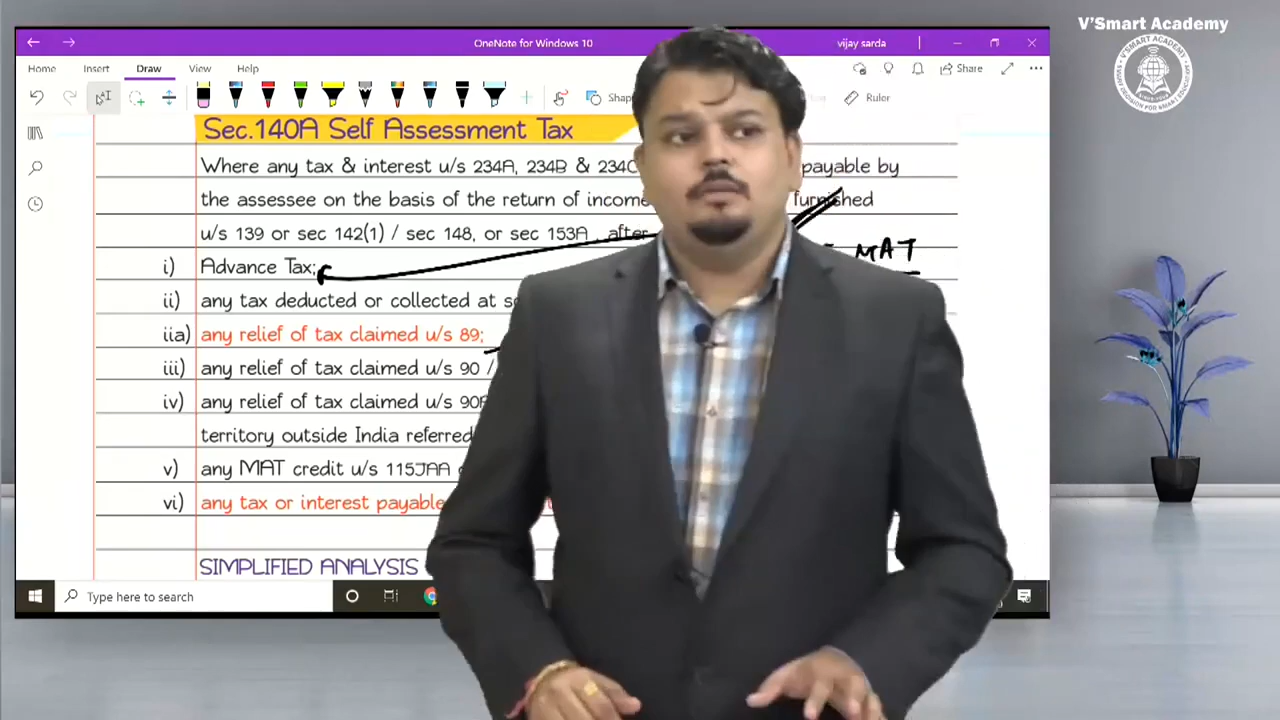 V'Smart Academy
V'SMART ACADEMY
OneNote for Windows 10
vijay sarda
Home Insert Draw View Help
Share
Shap
Ruler
Sec.140A Self Assessment Tax
Where any tax & interest u/s 234A, 234B & 234C payable by
the assessee on the basis of the return of income furnished
u/s 139 or sec 142(1) / sec 148, or sec 153A, after
MAT
i) Advance Tax;
ii) any tax deducted or collected at so
iia) any relief of tax claimed u/s 89;
iii) any relief of tax claimed u/s 90 /
iv) any relief of tax claimed u/s 90
territory outside India referred
v) any MAT credit u/s 115JAA
vi) any tax or interest payable
SIMPLIFIED ANALYSIS
Type here to search